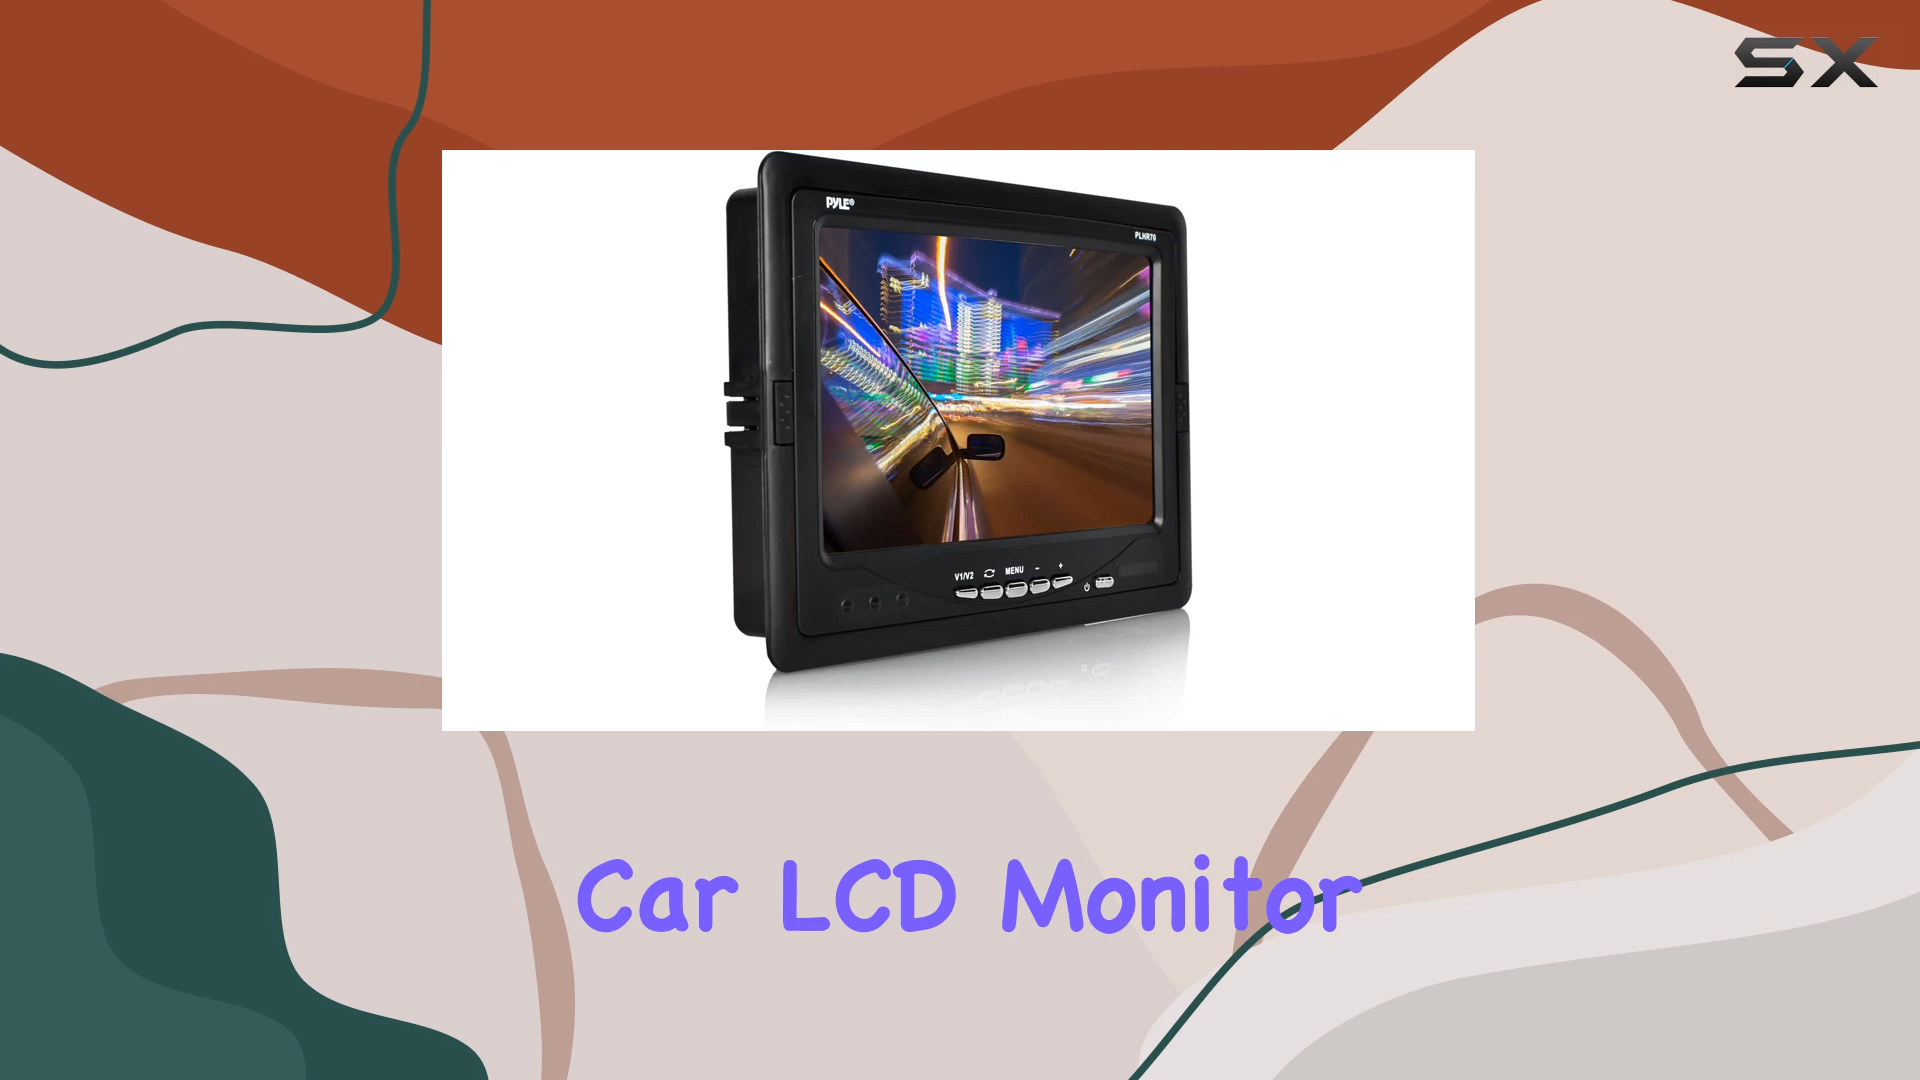 SX
PYLE®
PLHR70
V1/V2 MENU - +
Car LCD Monitor